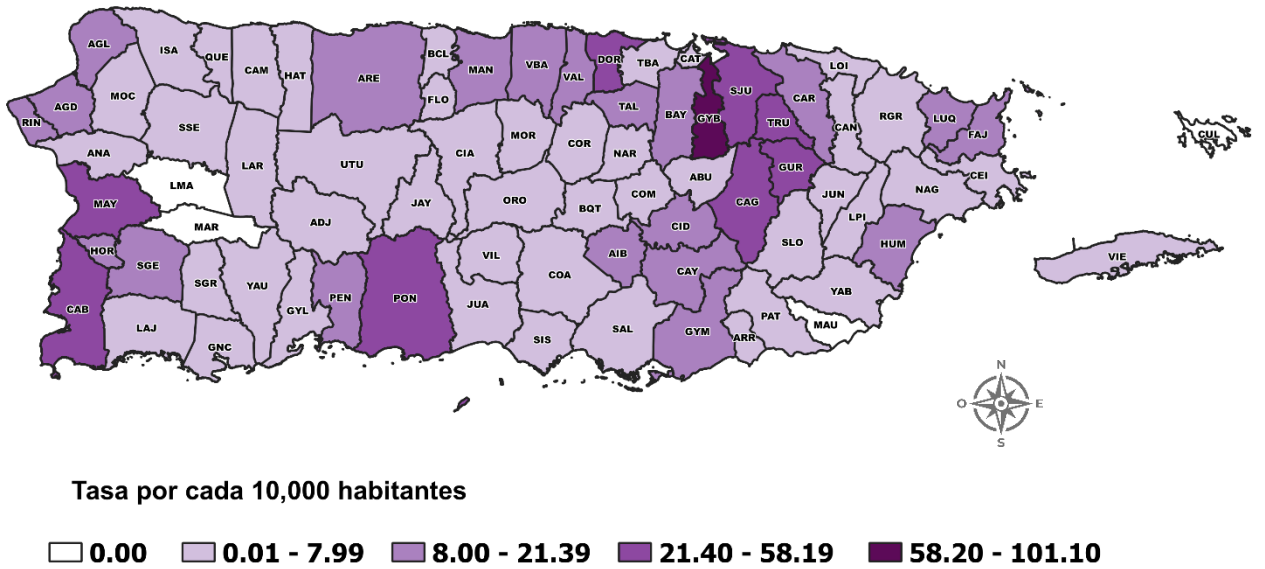 AGL
ISA
QUE
CAM
HAT
ARE
BCL
MAN
VBA
VAL
DOR
TBA
CAT
SJU
LOI
MOC
FLO
TAL
BAY
GYB
CAR
TRU
CAN
RGR
LUQ
FAJ
CUL
RIN
AGD
SSE
ANA
LAR
UTU
CIA
MOR
COR
NAR
ABU
GUR
JUN
NAG
CEI
LMA
MAY
MAR
ADJ
JAY
ORO
BQT
COM
CID
CAG
SLO
LPI
HUM
HOR
SGE
SGR
YAU
GYL
PEN
PON
VIL
COA
AIB
CAY
YAB
VIE
CAB
LAJ
GNC
JUA
SIS
SAL
GYM
ARR
PAT
MAU
N
O
E
S
Tasa por cada 10,000 habitantes
0.00 0.01 - 7.99 8.00 - 21.39 21.40 - 58.19 58.20 - 101.10